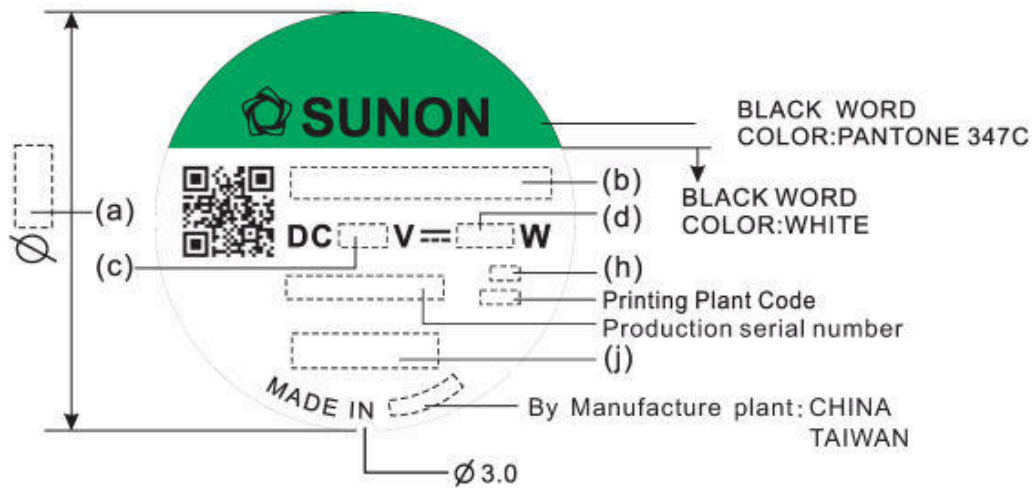 SUNON
BLACK WORD
COLOR:PANTONE 347C
(a)
(b)
BLACK WORD
COLOR:WHITE
(d)
DC V W
(c)
(h)
Printing Plant Code
Production serial number
(j)
MADE IN
By Manufacture plant: CHINA
TAIWAN
Ø
Ø 3.0